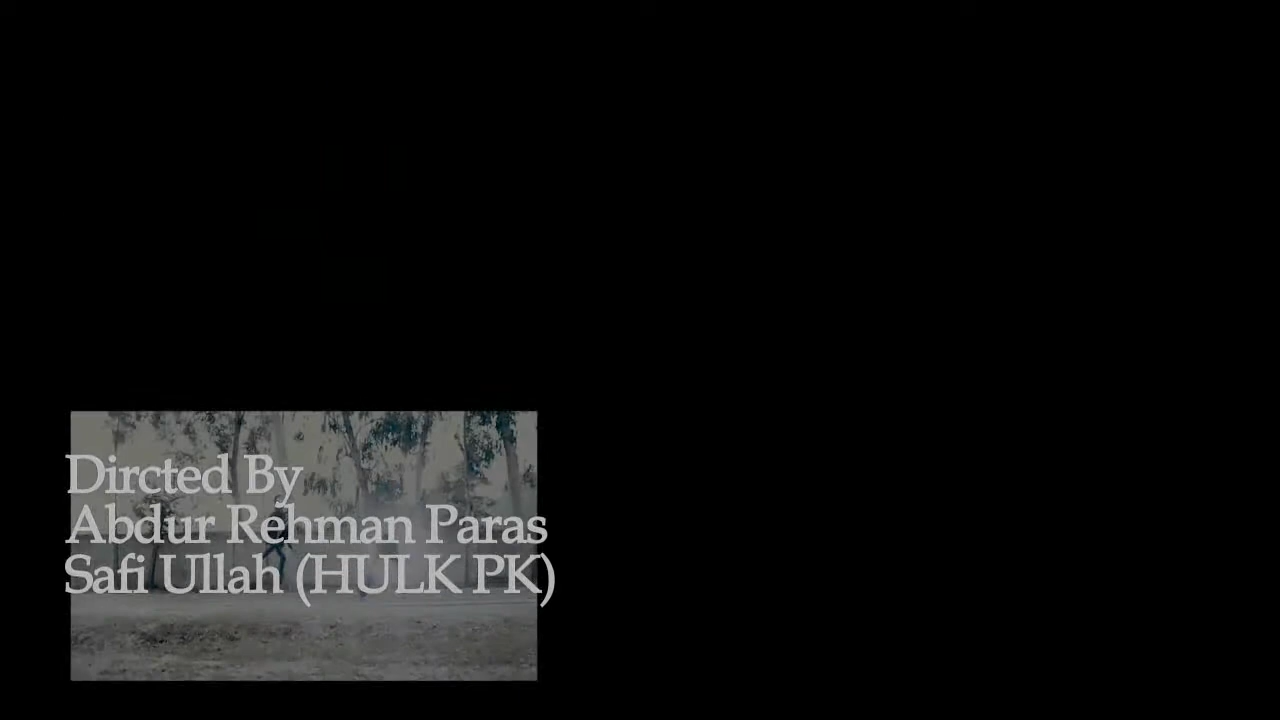 Dircted By
Abdur Rehman Paras
Safi Ullah (HULK PK)